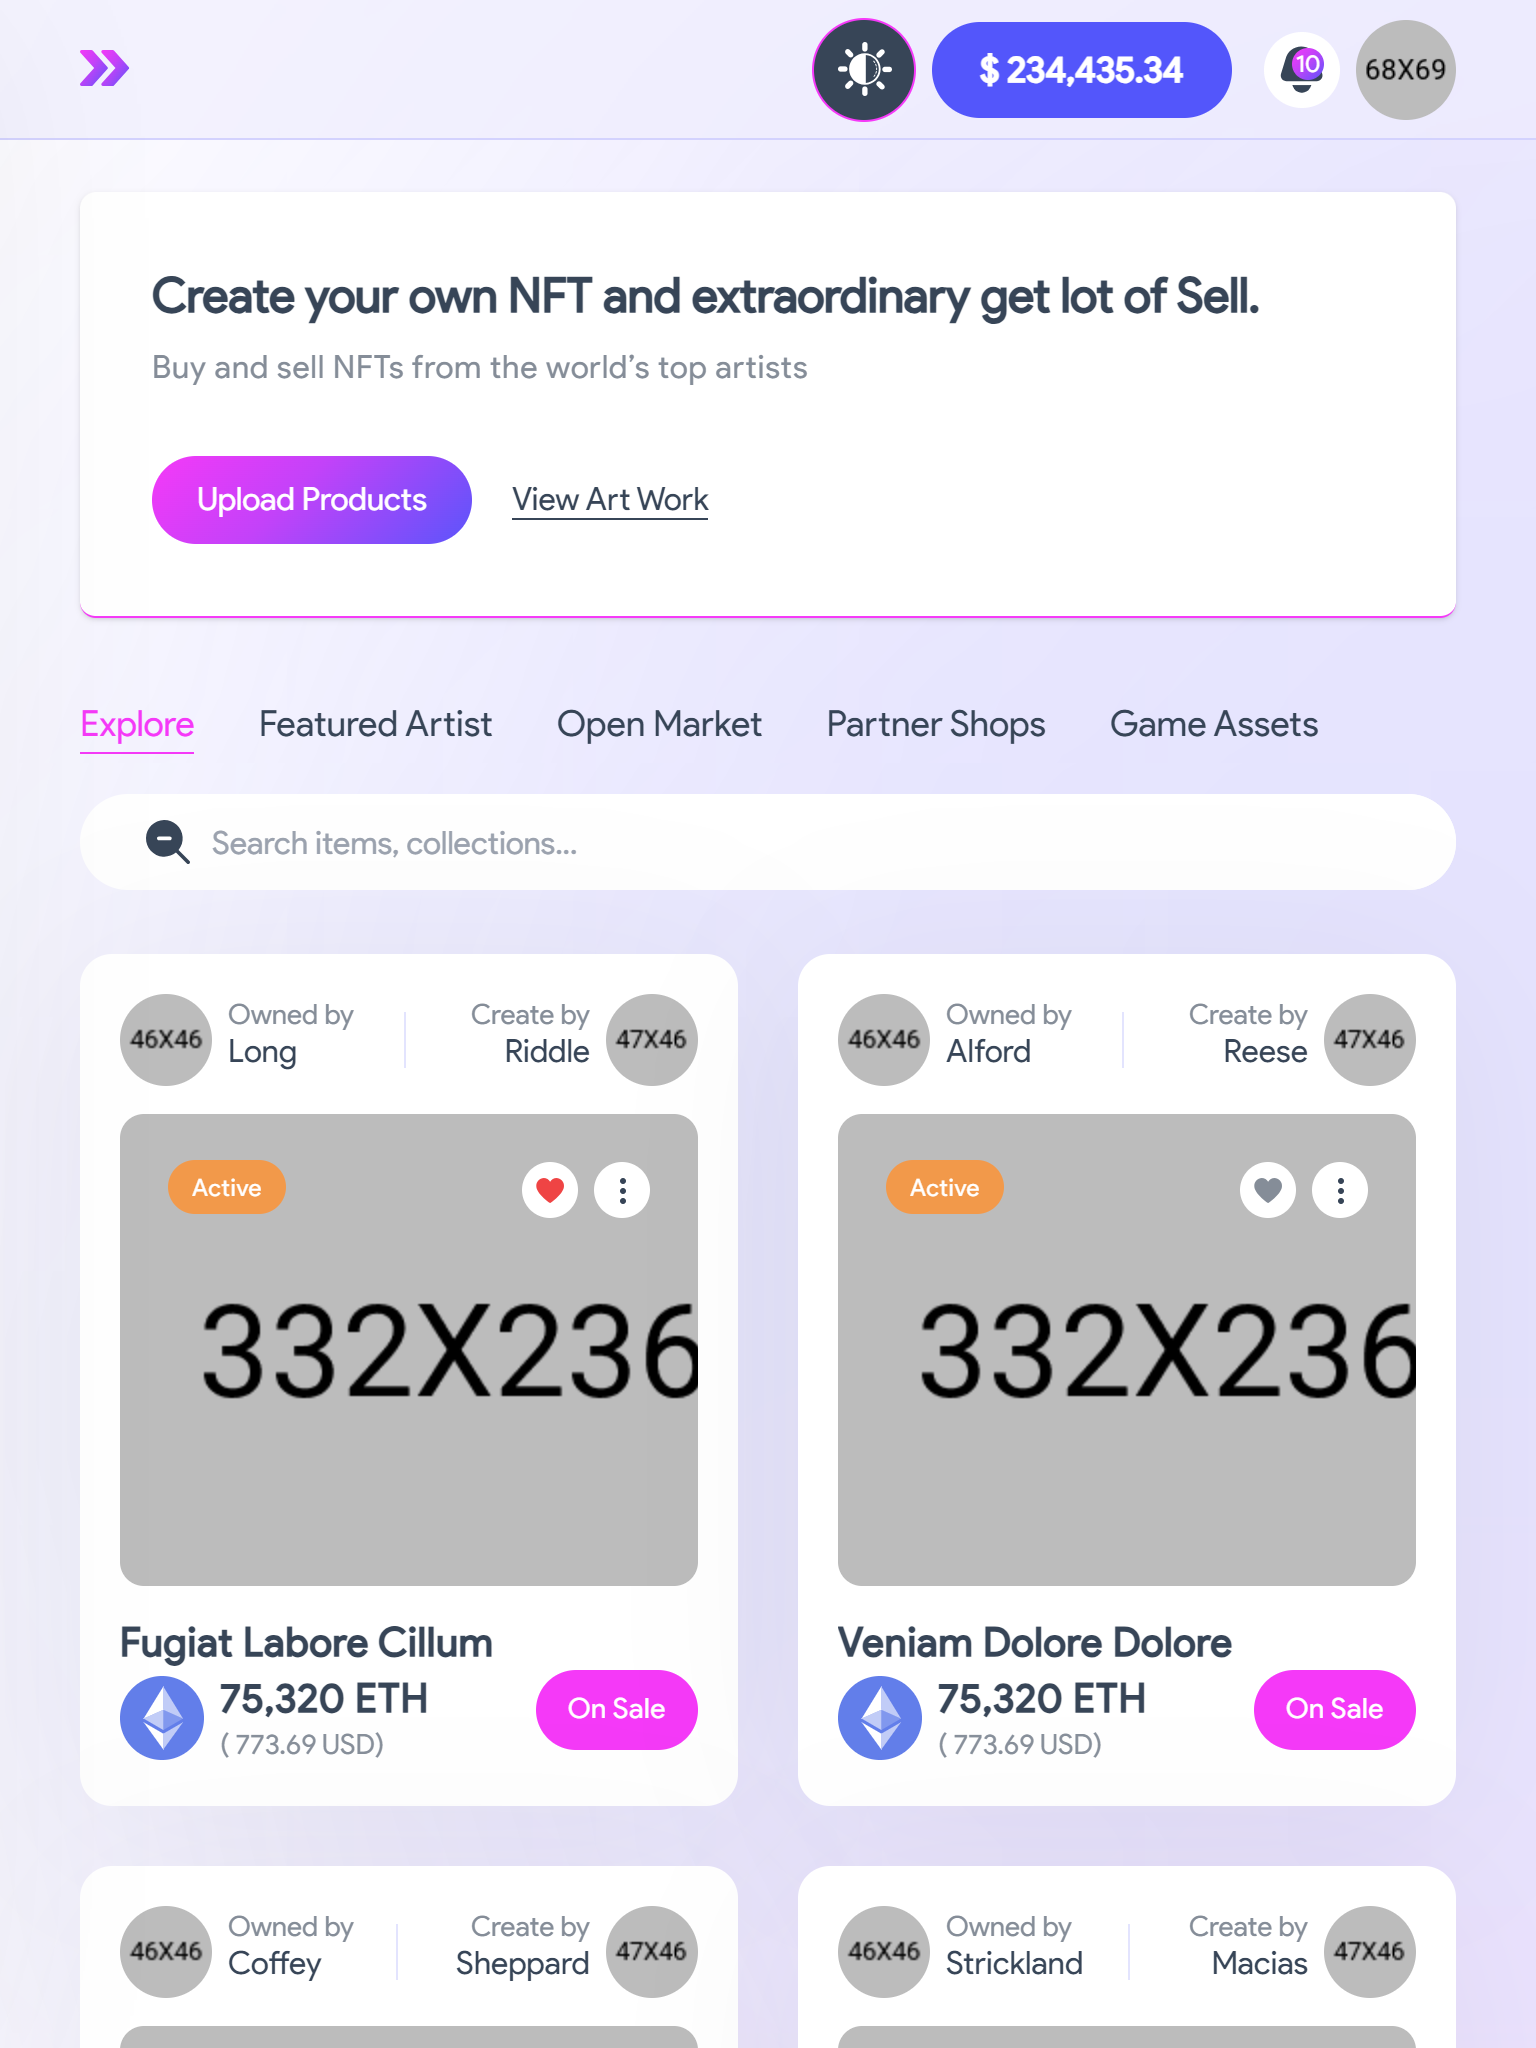 $ 234,435.34
10
68X69
Create your own NFT and extraordinary get lot of Sell.
Buy and sell NFTs from the world’s top artists
Upload Products
View Art Work
Explore
Featured Artist
Open Market
Partner Shops
Game Assets
Search items, collections...
46X46
Owned by
Long
Create by
Riddle
47X46
Active
332X236
Fugiat Labore Cillum
75,320 ETH
( 773.69 USD)
On Sale
46X46
Owned by
Alford
Create by
Reese
47X46
Active
332X236
Veniam Dolore Dolore
75,320 ETH
( 773.69 USD)
On Sale
46X46
Owned by
Coffey
Create by
Sheppard
47X46
46X46
Owned by
Strickland
Create by
Macias
47X46